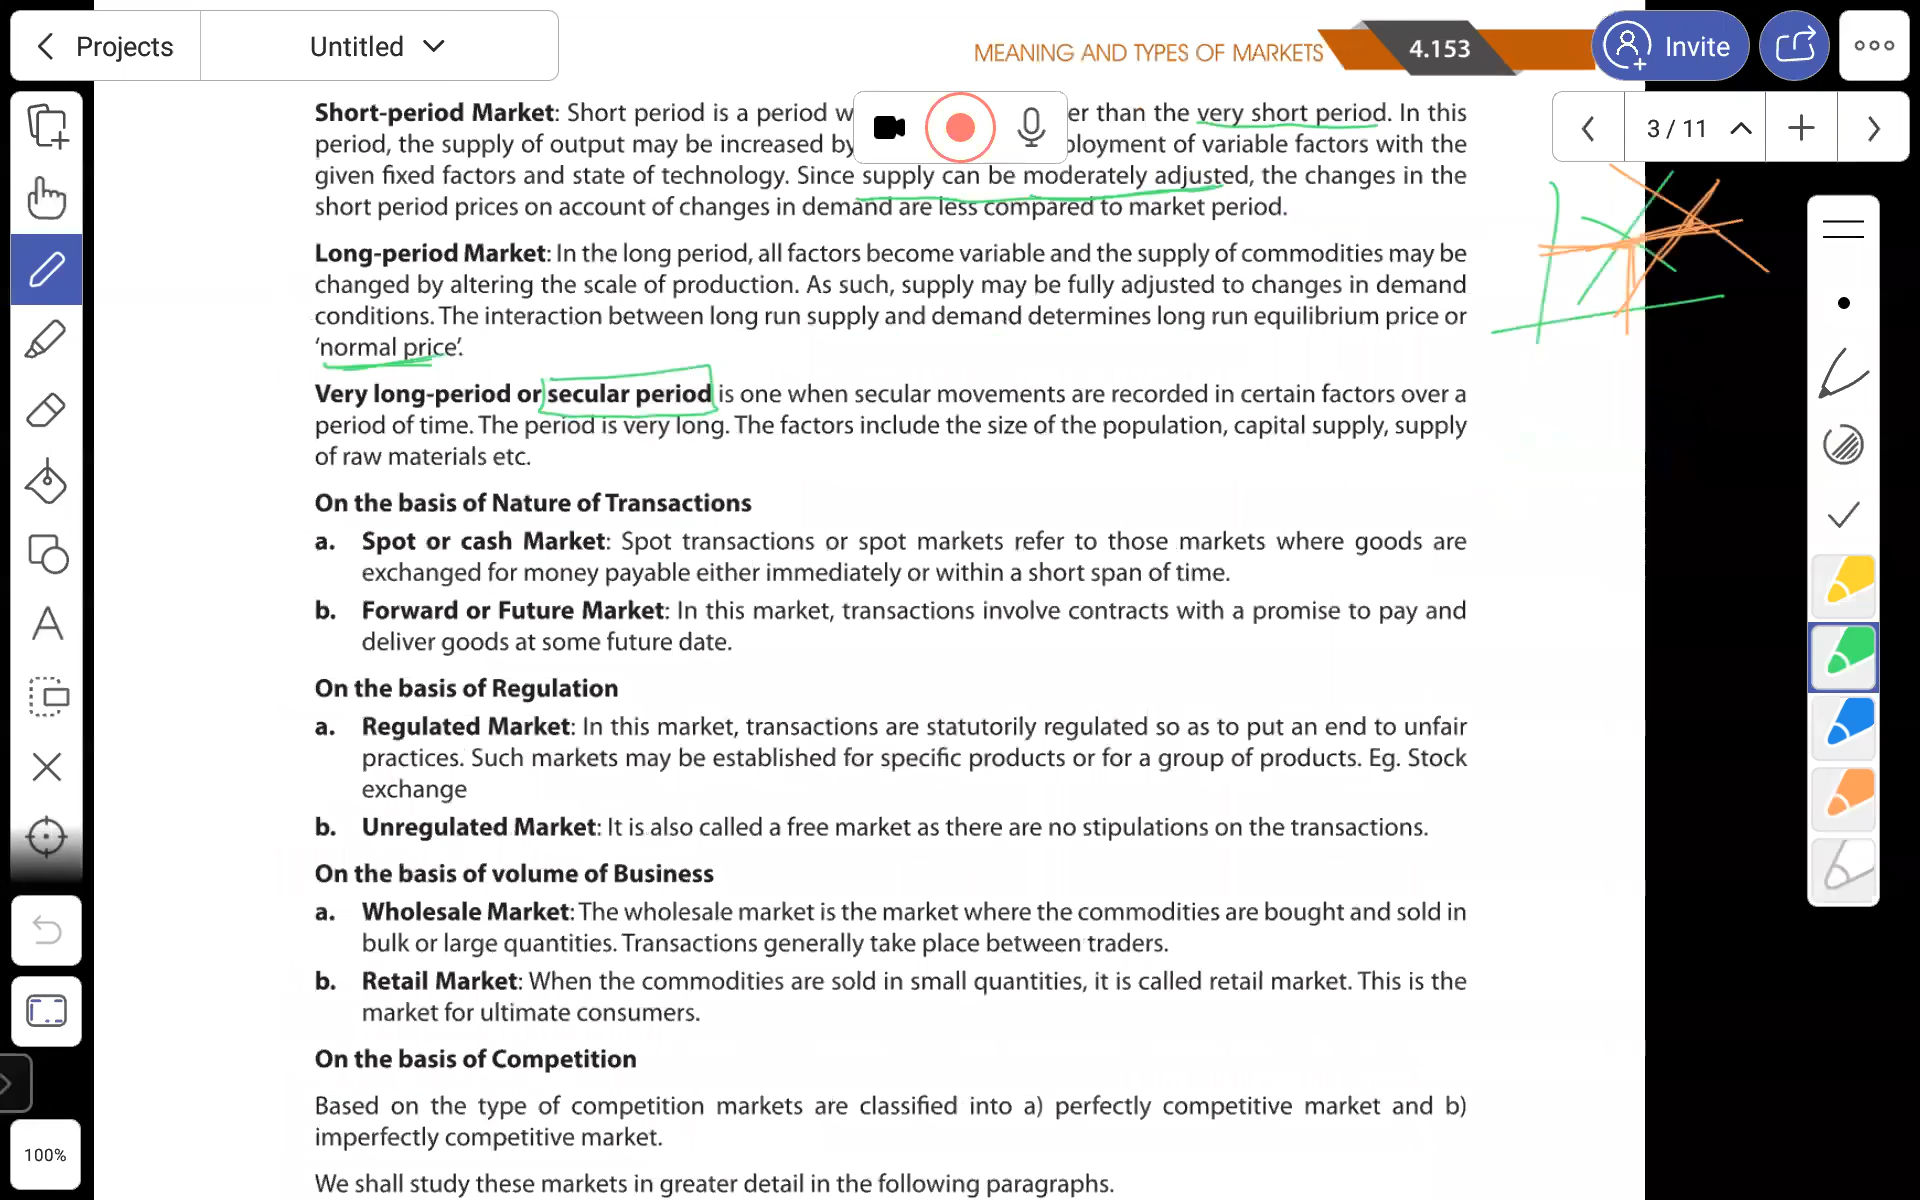 Projects
Untitled
MEANING AND TYPES OF MARKETS
4.153
Invite
3 / 11
Short-period Market: Short period is a period w er than the very short period. In this
period, the supply of output may be increased by ployment of variable factors with the
given fixed factors and state of technology. Since supply can be moderately adjusted, the changes in the
short period prices on account of changes in demand are less compared to market period.
Long-period Market: In the long period, all factors become variable and the supply of commodities may be
changed by altering the scale of production. As such, supply may be fully adjusted to changes in demand
conditions. The interaction between long run supply and demand determines long run equilibrium price or
‘normal price’.
Very long-period or secular period is one when secular movements are recorded in certain factors over a
period of time. The period is very long. The factors include the size of the population, capital supply, supply
of raw materials etc.
On the basis of Nature of Transactions
a. Spot or cash Market: Spot transactions or spot markets refer to those markets where goods are
exchanged for money payable either immediately or within a short span of time.
b. Forward or Future Market: In this market, transactions involve contracts with a promise to pay and
deliver goods at some future date.
On the basis of Regulation
a. Regulated Market: In this market, transactions are statutorily regulated so as to put an end to unfair
practices. Such markets may be established for specific products or for a group of products. Eg. Stock
exchange
b. Unregulated Market: It is also called a free market as there are no stipulations on the transactions.
On the basis of volume of Business
a. Wholesale Market: The wholesale market is the market where the commodities are bought and sold in
bulk or large quantities. Transactions generally take place between traders.
b. Retail Market: When the commodities are sold in small quantities, it is called retail market. This is the
market for ultimate consumers.
On the basis of Competition
Based on the type of competition markets are classified into a) perfectly competitive market and b)
imperfectly competitive market.
We shall study these markets in greater detail in the following paragraphs.
100%